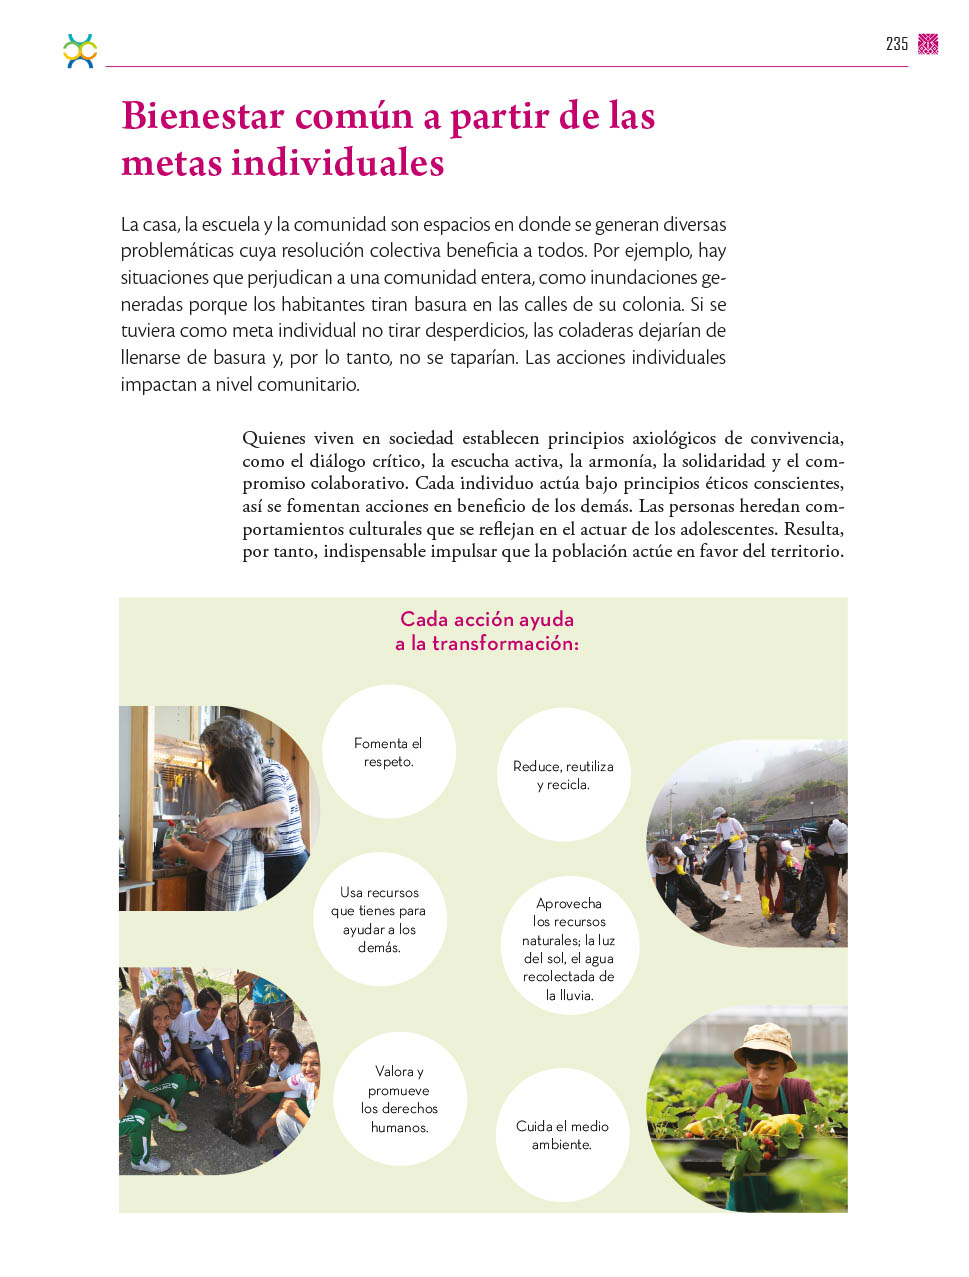 235
Bienestar común a partir de las
metas individuales
La casa, la escuela y la comunidad son espacios en donde se generan diversas
problemáticas cuya resolución colectiva beneficia a todos. Por ejemplo, hay
situaciones que perjudican a una comunidad entera, como inundaciones ge-
neradas porque los habitantes tiran basura en las calles de su colonia. Si se
tuviera como meta individual no tirar desperdicios, las coladeras dejarían de
llenarse de basura y, por lo tanto, no se taparían. Las acciones individuales
impactan a nivel comunitario.
Quienes viven en sociedad establecen principios axiológicos de convivencia,
como el diálogo crítico, la escucha activa, la armonía, la solidaridad y el com-
promiso colaborativo. Cada individuo actúa bajo principios éticos conscientes,
así se fomentan acciones en beneficio de los demás. Las personas heredan com-
portamientos culturales que se reflejan en el actuar de los adolescentes. Resulta,
por tanto, indispensable impulsar que la población actúe en favor del territorio.
Cada acción ayuda
a la transformación:
Fomenta el
respeto.
Reduce, reutiliza
y recicla.
Usa recursos
que tienes para
ayudar a los
demás.
Aprovecha
los recursos
naturales; la luz
del sol, el agua
recolectada de
la lluvia.
Valora y
promueve
los derechos
humanos.
Cuida el medio
ambiente.